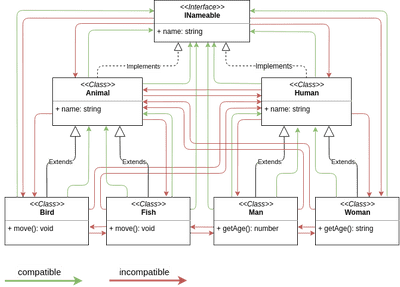 <<Interface>>
INameable
+ name: string
Implements
Implements
<<Class>>
Animal
+ name: string
<<Class>>
Human
+ name: string
Extends
Extends
Extends
Extends
<<Class>>
Bird
+ move(): void
<<Class>>
Fish
+ move(): void
<<Class>>
Man
+ getAge(): number
<<Class>>
Woman
+ getAge(): string
compatible
incompatible